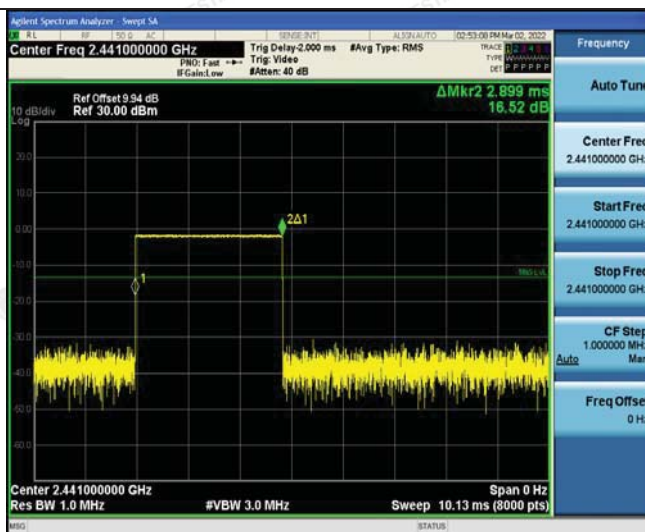 Agilent Spectrum Analyzer - Swept SA
RL RF 50 Ω AC SENSE:INT ALIGN AUTO 02:53:08 PM Mar 02, 2022
Center Freq 2.441000000 GHz
PNO: Fast
IFGain:Low
Trig Delay-2.000 ms
Trig: Video
#Atten: 40 dB
#Avg Type: RMS
TRACE 1 2 3 4 5 6
TYPE
DET P P P P P P
Ref Offset 9.94 dB
10 dB/div Ref 30.00 dBm
Log
ΔMkr2 2.899 ms
16.52 dB
20.0
10.0
0.00
-10.0
-20.0
-30.0
-40.0
-50.0
-60.0
2Δ1
1
Center 2.441000000 GHz Span 0 Hz
Res BW 1.0 MHz #VBW 3.0 MHz Sweep 10.13 ms (8000 pts)
MSG STATUS
Frequency
Auto Tune
Center Freq
2.441000000 GHz
Start Freq
2.441000000 GHz
Stop Freq
2.441000000 GHz
CF Step
1.000000 MHz
Auto Man
Freq Offset
0 Hz